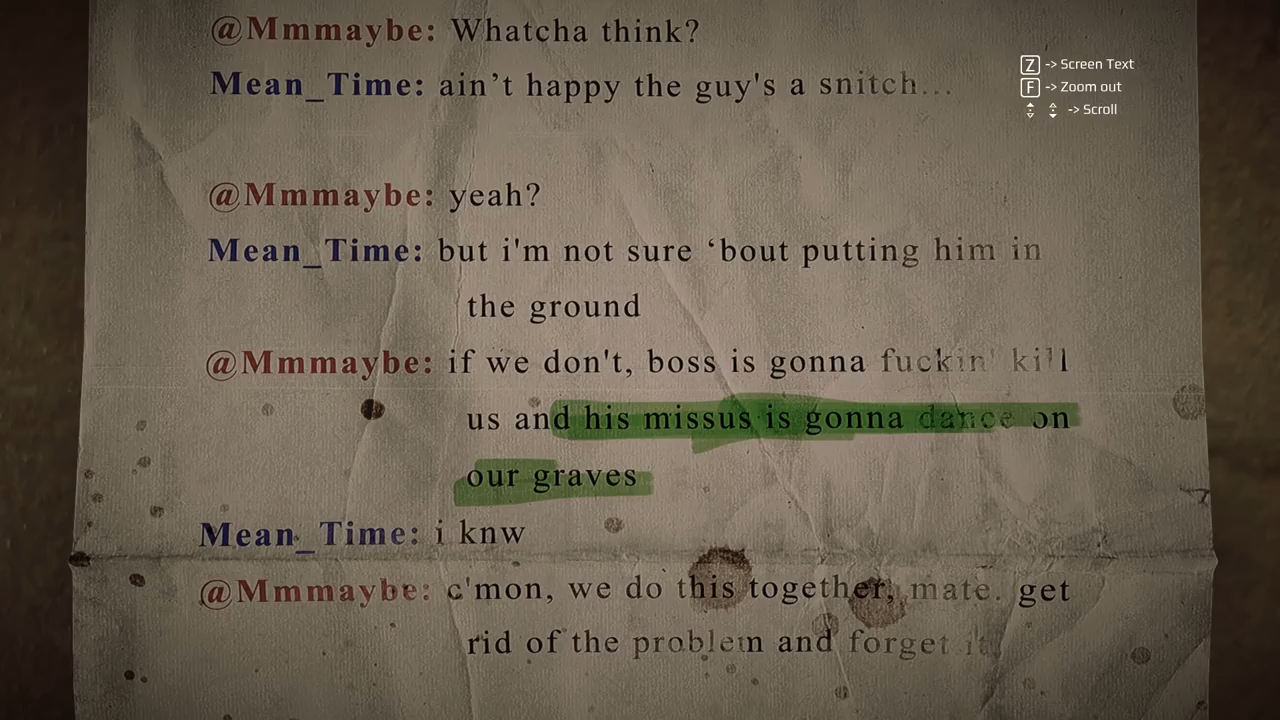 @Mmmaybe: Whatcha think?
Mean_Time: ain’t happy the guy's a snitch...
@Mmmaybe: yeah?
Mean_Time: but i'm not sure ‘bout putting him in
the ground
@Mmmaybe: if we don't, boss is gonna fuckin' kill
us and his missus is gonna dance on
our graves
Mean_Time: i knw
@Mmmaybe: c'mon, we do this together, mate. get
rid of the problem and forget it.
Z -> Screen Text
F -> Zoom out
-> Scroll